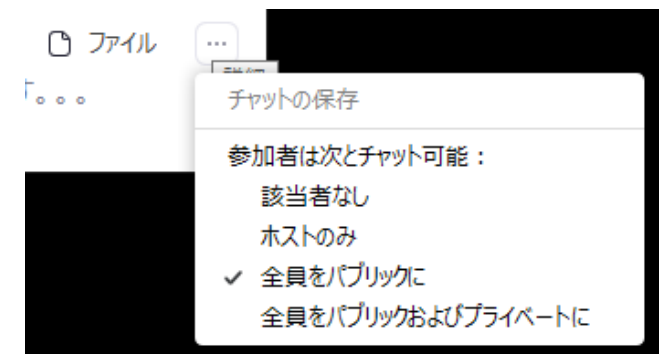 ファイル
...
す。。。
チャットの保存
参加者は次とチャット可能：
該当者なし
ホストのみ
✓ 全員をパブリックに
全員をパブリックおよびプライベートに